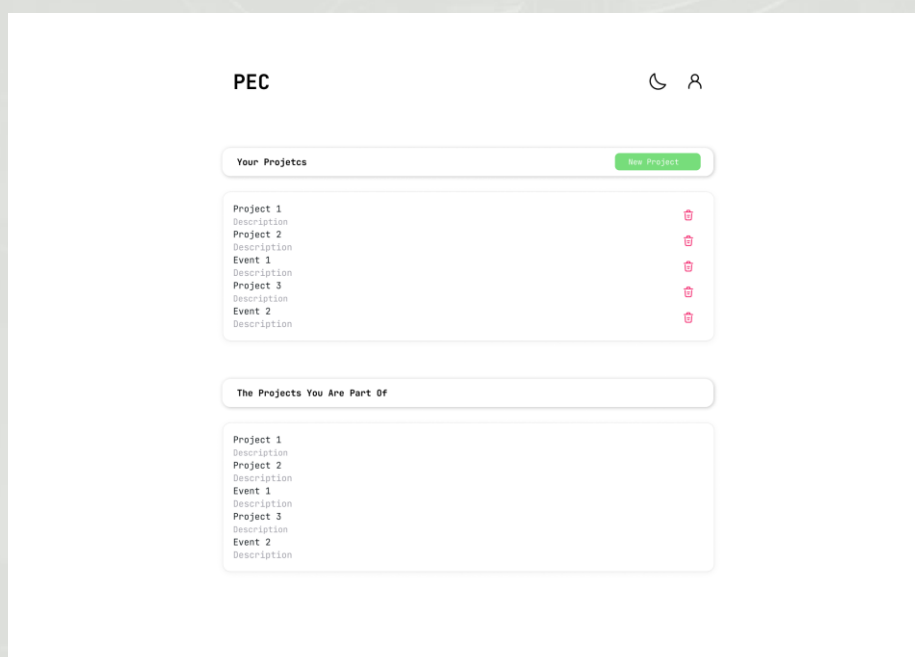 PEC
Your Projetcs
New Project
Project 1
Description
Project 2
Description
Event 1
Description
Project 3
Description
Event 2
Description
The Projects You Are Part Of
Project 1
Description
Project 2
Description
Event 1
Description
Project 3
Description
Event 2
Description